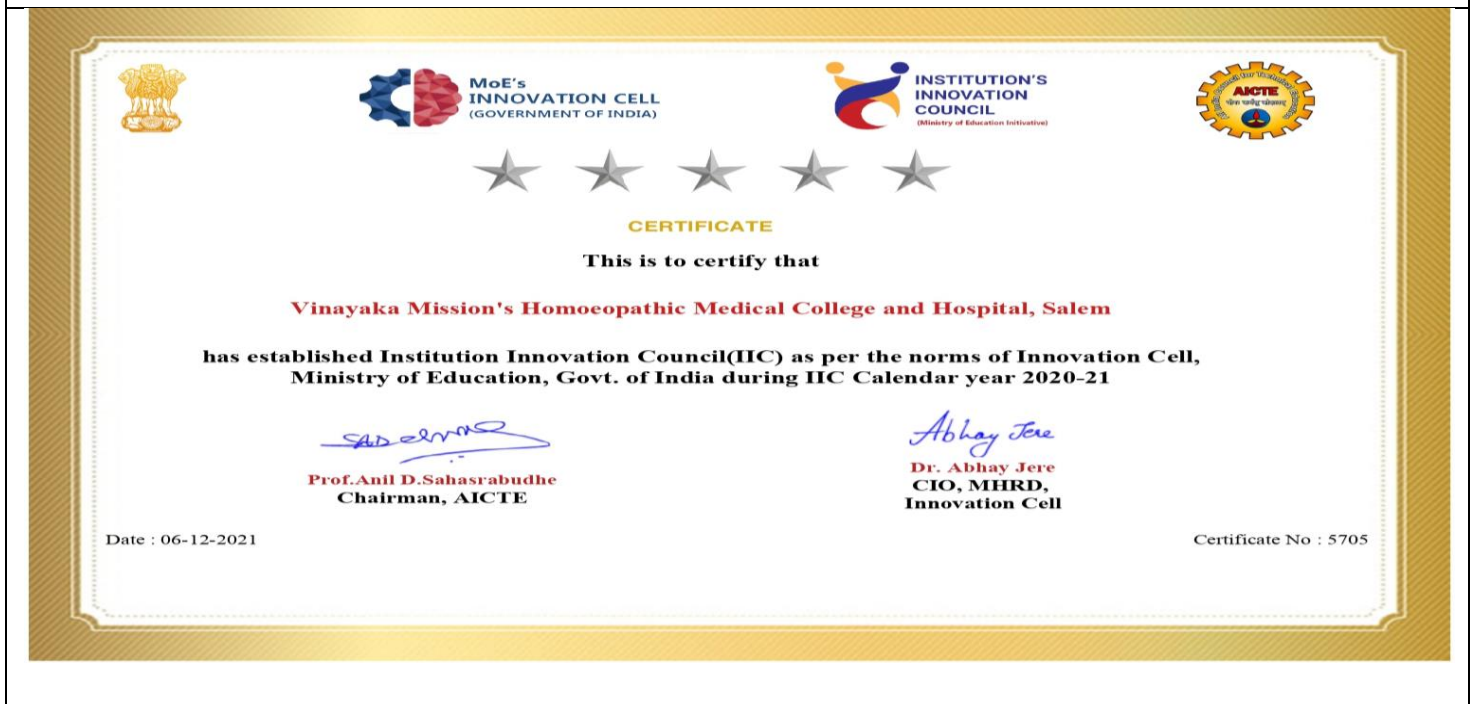 MoE's
INNOVATION CELL
(GOVERNMENT OF INDIA)
INSTITUTION'S
INNOVATION
COUNCIL
(Ministry of Education Initiative)
AICTE
CERTIFICATE
This is to certify that
Vinayaka Mission's Homoeopathic Medical College and Hospital, Salem
has established Institution Innovation Council(IIC) as per the norms of Innovation Cell,
Ministry of Education, Govt. of India during IIC Calendar year 2020-21
Abhay Jere
Prof.Anil D.Sahasrabudhe
Chairman, AICTE
Dr. Abhay Jere
CIO, MHRD,
Innovation Cell
Date : 06-12-2021
Certificate No : 5705